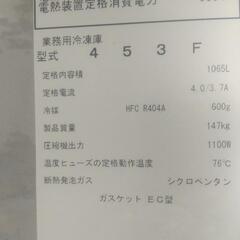 電熱装置定格消費電力
業務用冷凍庫
型式 453F
定格内容積 1065L
定格電流 4.0/3.7A
冷媒 HFC R404A 600g
製品質量 147kg
圧縮機出力 1100W
温度ヒューズの定格動作温度 76℃
断熱発泡ガス シクロペンタン
ガスケット EC型